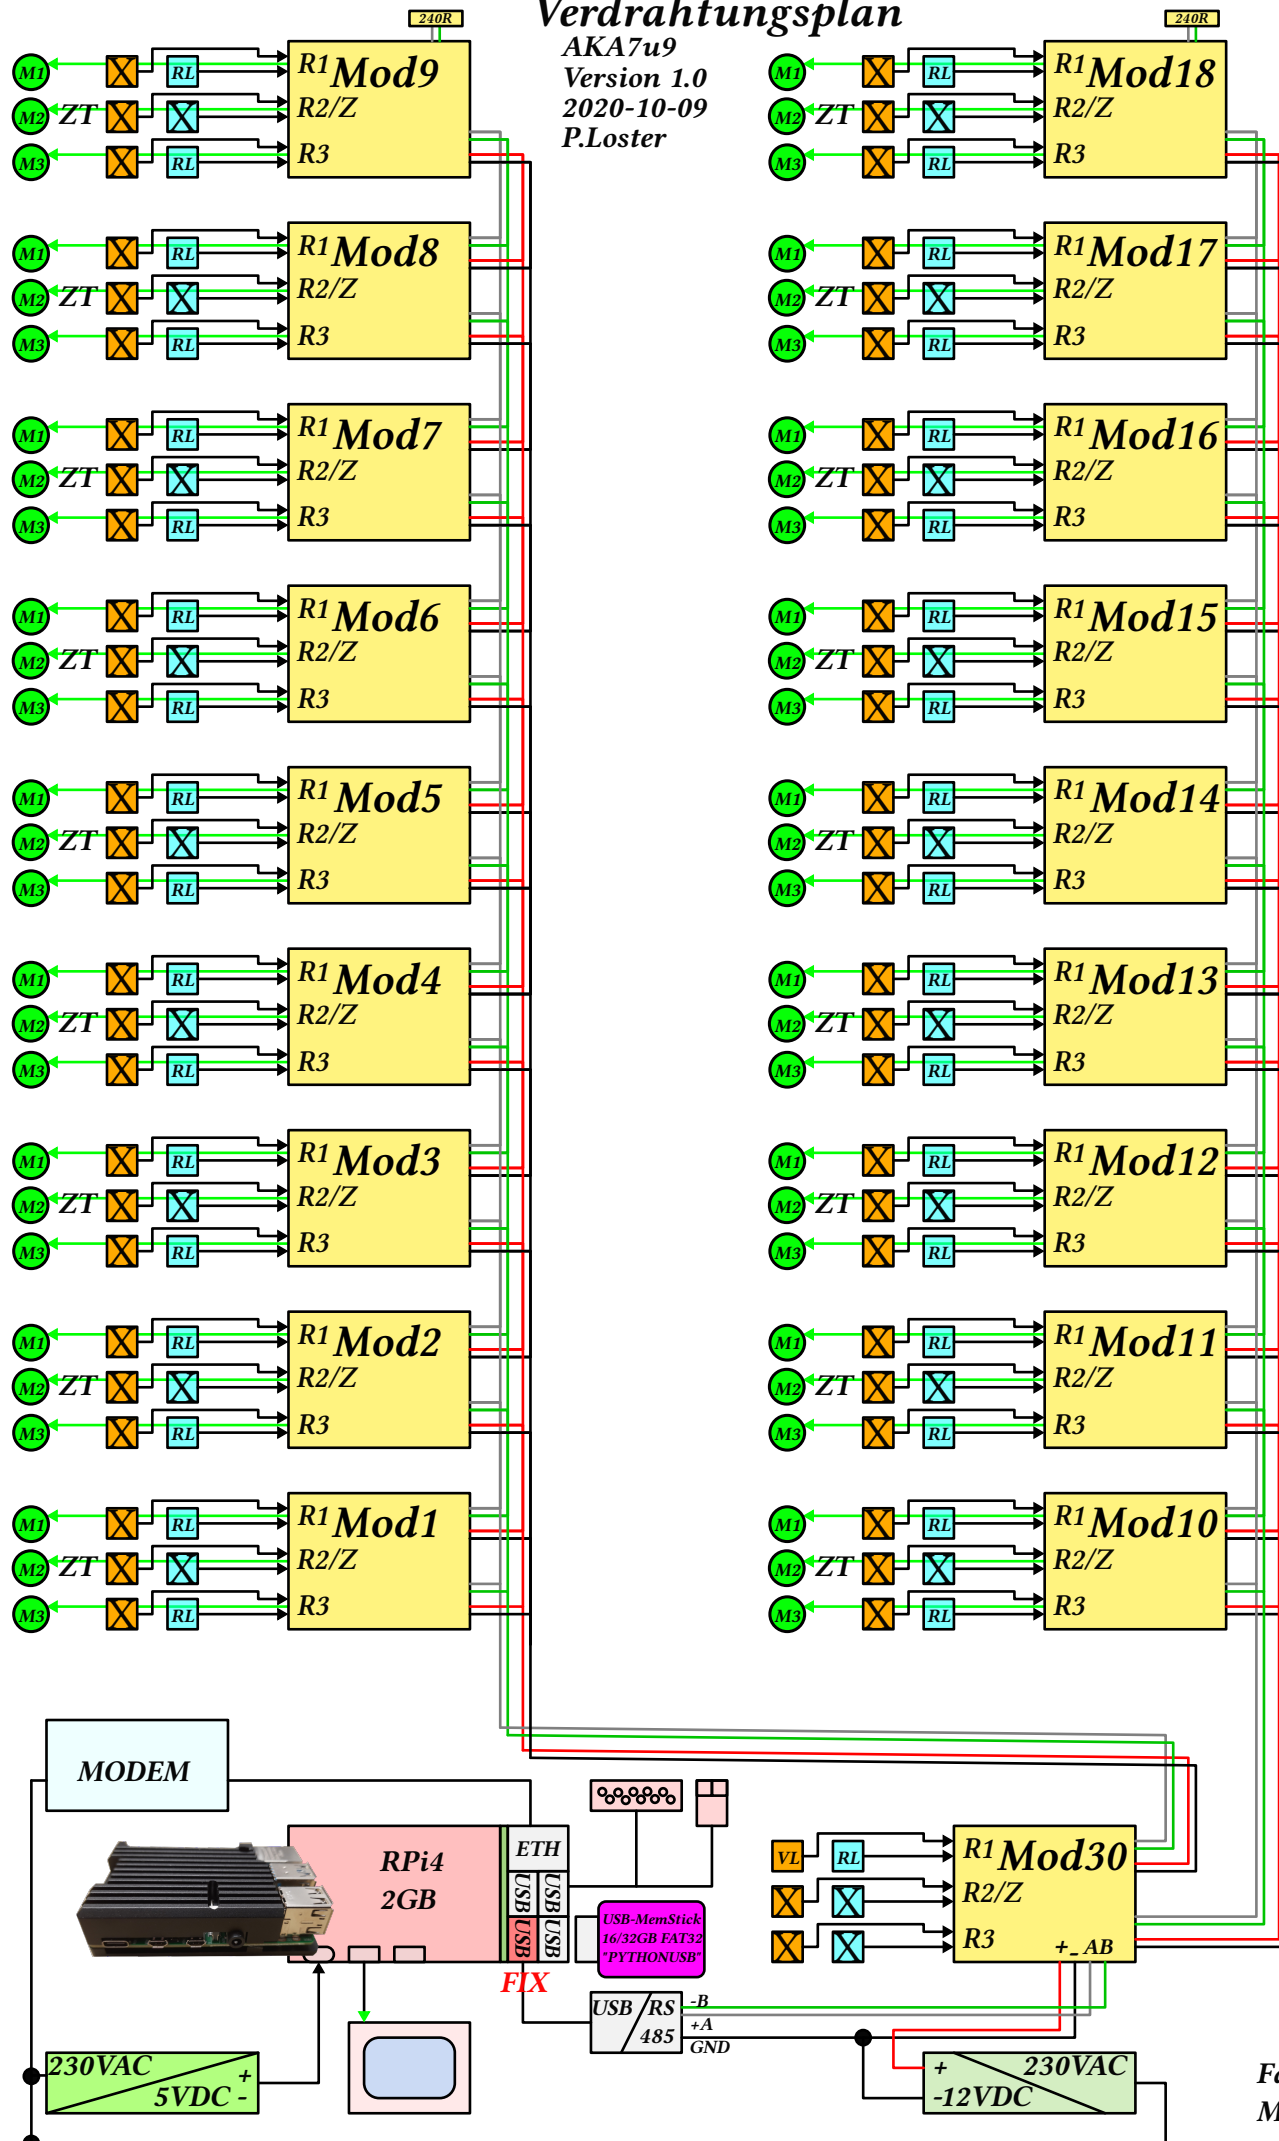 Verdrahtungsplan
AKA7u9
Version 1.0
2020-10-09
P.Loster
240R
M1
RL
R1
Mod9
M2
ZT
R2/Z
M3
RL
R3
M1
RL
R1
Mod8
M2
ZT
R2/Z
M3
RL
R3
M1
RL
R1
Mod7
M2
ZT
R2/Z
M3
RL
R3
M1
RL
R1
Mod6
M2
ZT
R2/Z
M3
RL
R3
M1
RL
R1
Mod5
M2
ZT
R2/Z
M3
RL
R3
M1
RL
R1
Mod4
M2
ZT
R2/Z
M3
RL
R3
M1
RL
R1
Mod3
M2
ZT
R2/Z
M3
RL
R3
M1
RL
R1
Mod2
M2
ZT
R2/Z
M3
RL
R3
M1
RL
R1
Mod1
M2
ZT
R2/Z
M3
RL
R3
240R
M1
RL
R1
Mod18
M2
ZT
R2/Z
M3
RL
R3
M1
RL
R1
Mod17
M2
ZT
R2/Z
M3
RL
R3
M1
RL
R1
Mod16
M2
ZT
R2/Z
M3
RL
R3
M1
RL
R1
Mod15
M2
ZT
R2/Z
M3
RL
R3
M1
RL
R1
Mod14
M2
ZT
R2/Z
M3
RL
R3
M1
RL
R1
Mod13
M2
ZT
R2/Z
M3
RL
R3
M1
RL
R1
Mod12
M2
ZT
R2/Z
M3
RL
R3
M1
RL
R1
Mod11
M2
ZT
R2/Z
M3
RL
R3
M1
RL
R1
Mod10
M2
ZT
R2/Z
M3
RL
R3
MODEM
RPi4
2GB
ETH
USB
USB
USB
USB
FIX
USB-MemStick
16/32GB FAT32
"PYTHONUSB"
VL
RL
R1
Mod30
R2/Z
R3
+- AB
USB/RS
485
-B
+A
GND
230VAC
+
5VDC -
+
230VAC
-12VDC